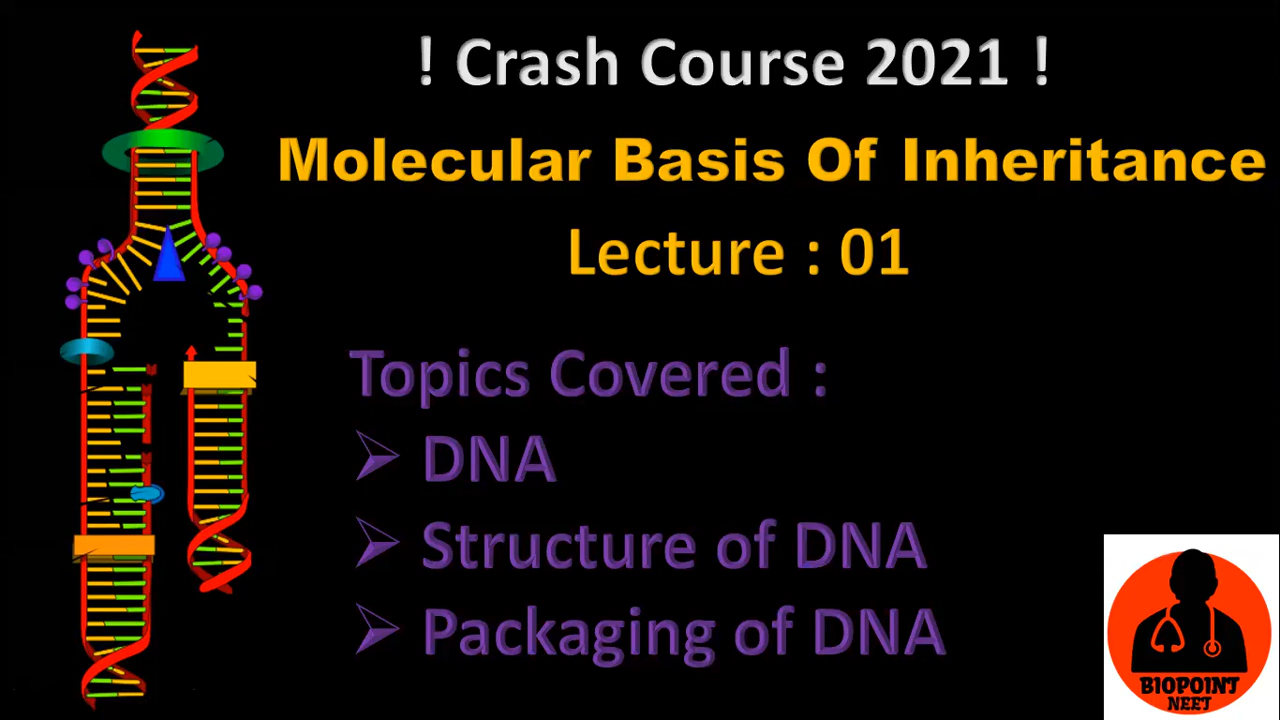 ! Crash Course 2021 !
Molecular Basis Of Inheritance
Lecture : 01
Topics Covered :
➢ DNA
➢ Structure of DNA
➢ Packaging of DNA
BIOPOINT
NEET